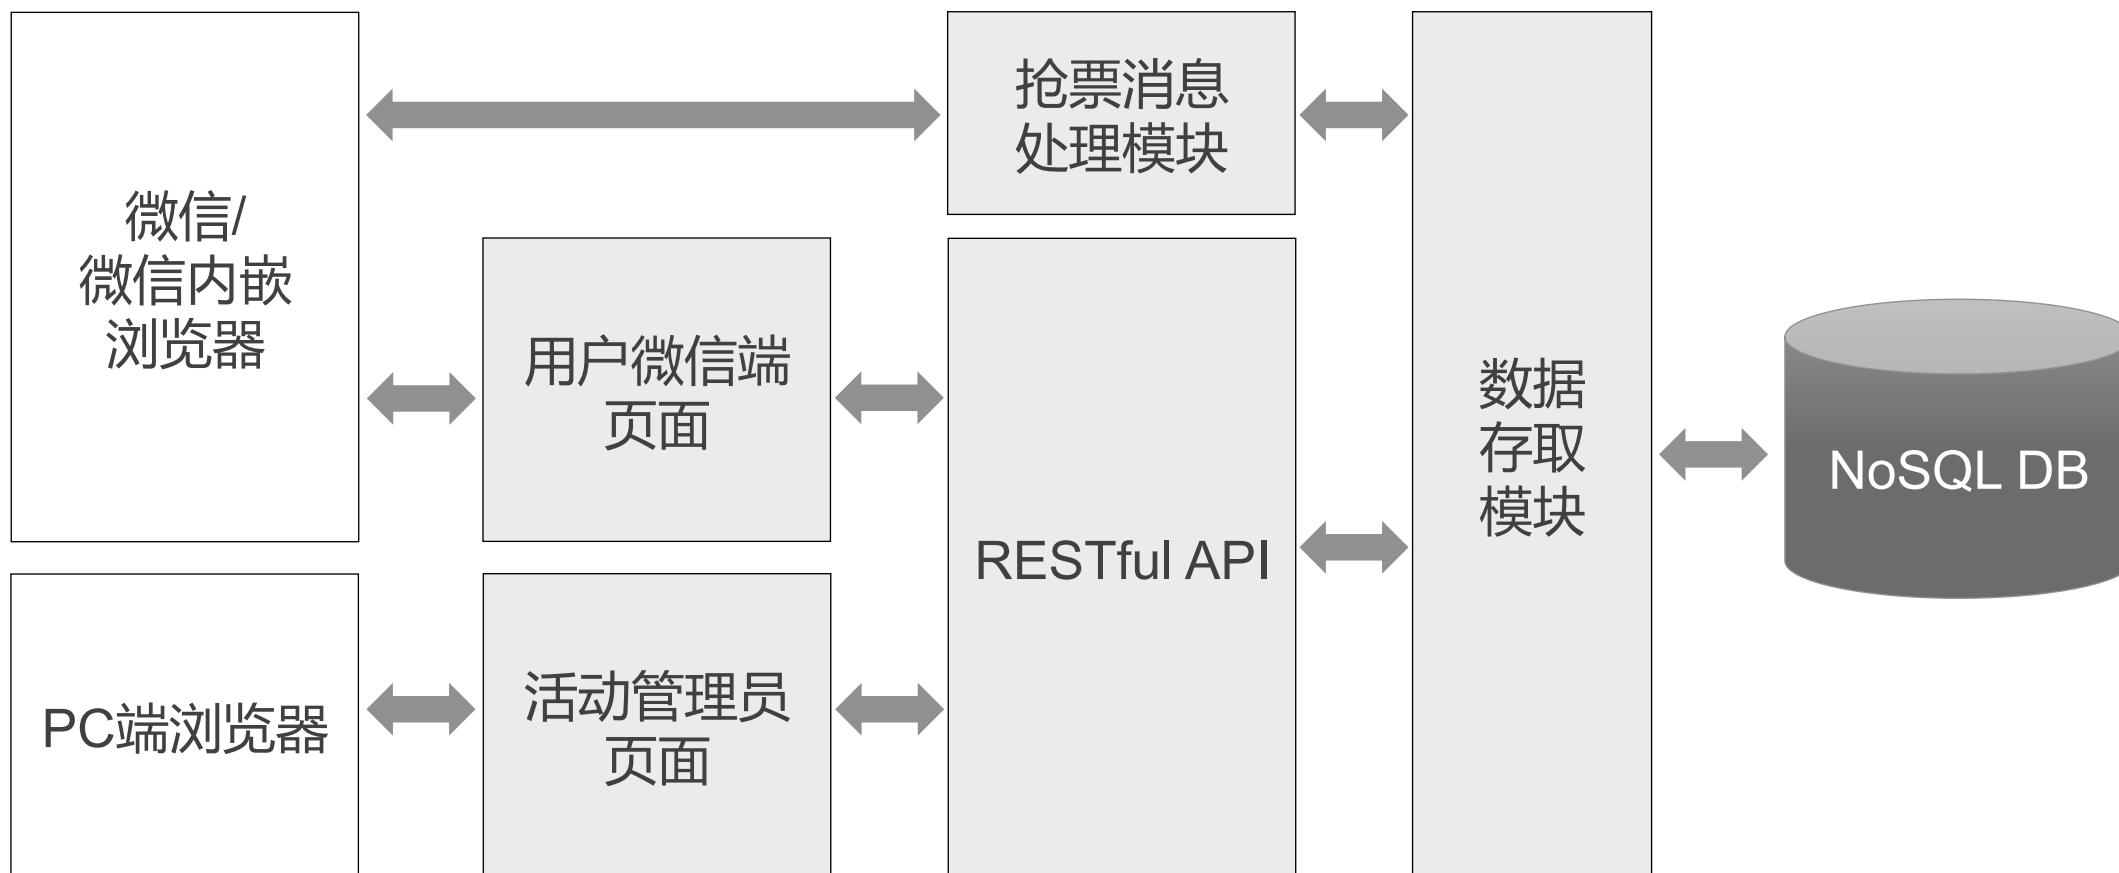 微信/
微信内嵌
浏览器
抢票消息
处理模块
用户微信端
页面
RESTful API
数据
存取
模块
NoSQL DB
PC端浏览器
活动管理员
页面